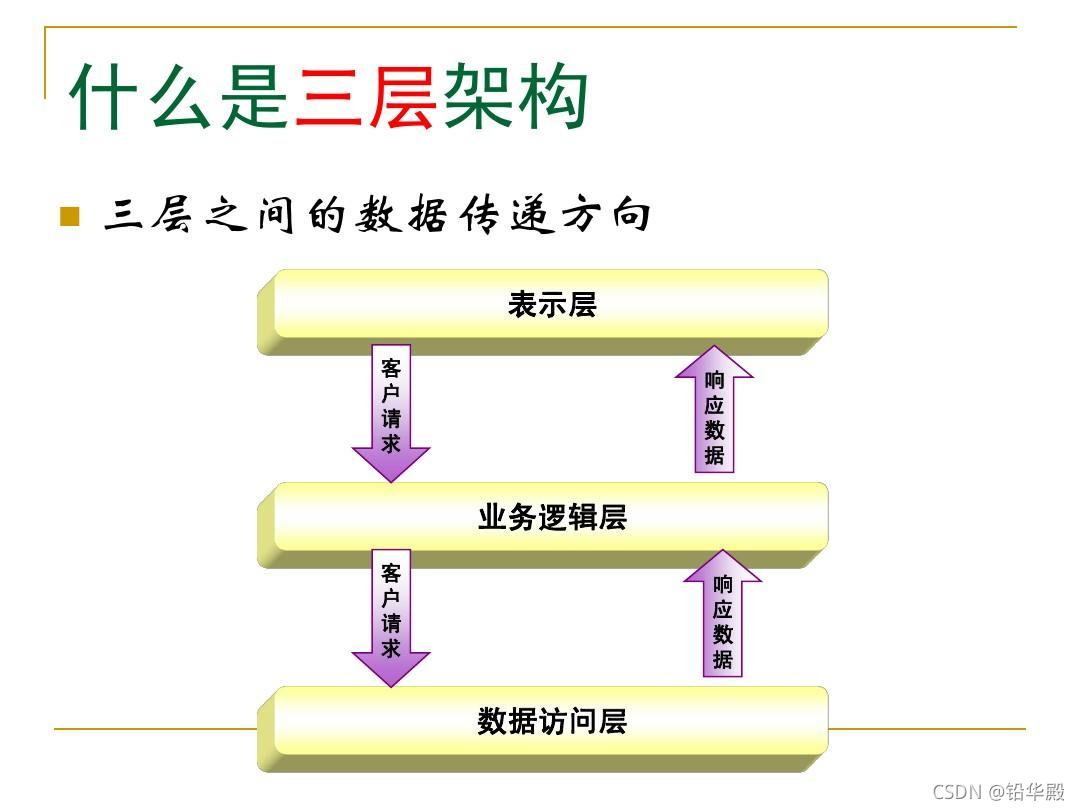 什么是三层架构
三层之间的数据传递方向
表示层
客户请求
响应数据
业务逻辑层
客户请求
响应数据
数据访问层
CSDN @铅华殿